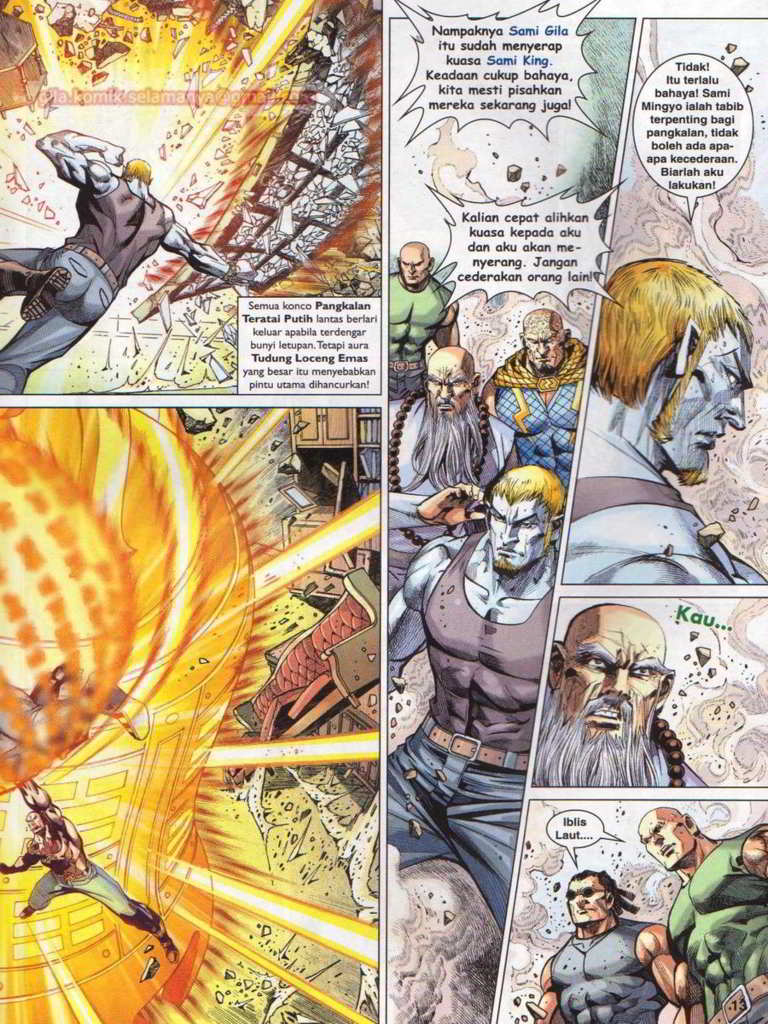 Semua konco Pangkalan
Teratai Putih lantas berlari
keluar apabila terdengar
bunyi letupan. Tetapi aura
Tudung Loceng Emas
yang besar itu menyebabkan
pintu utama dihancurkan!
Nampaknya Sami Gila
itu sudah menyerap
kuasa Sami King.
Keadaan cukup bahaya,
kita mesti pisahkan
mereka sekarang juga!
Tidak!
Itu terlalu
bahaya! Sami
Mingyo ialah tabib
terpenting bagi
pangkalan, tidak
boleh ada apa-
apa kecederaan.
Biarlah aku
lakukan!
Kalian cepat alihkan
kuasa kepada aku
dan aku akan me-
nyerang. Jangan
cederakan orang lain!
Kau...
Iblis
Laut....
13